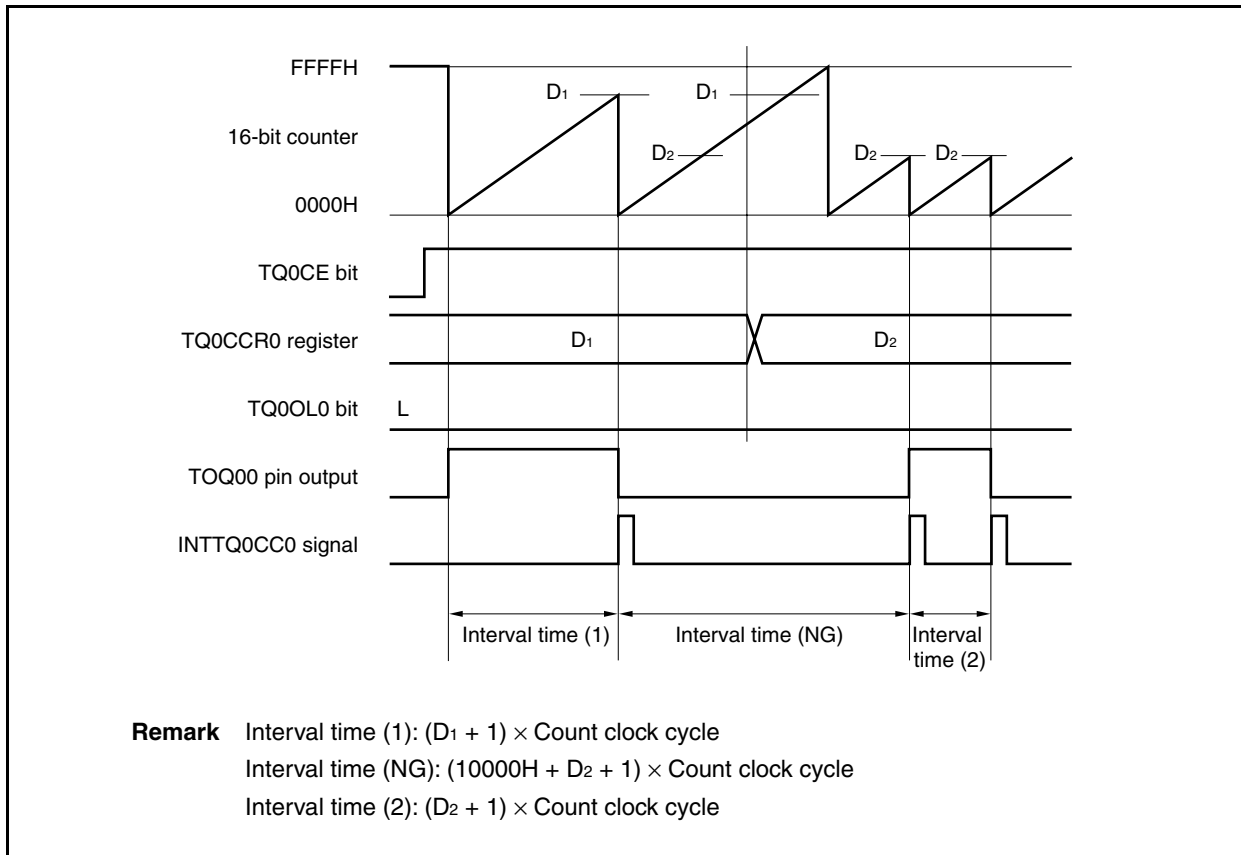 FFFFH
D1
D1
16-bit counter
D2
D2
D2
0000H
TQ0CE bit
TQ0CCR0 register
D1
D2
TQ0OL0 bit
L
TOQ00 pin output
INTTQ0CC0 signal
Interval time (1)
Interval time (NG)
Interval
time (2)
Remark Interval time (1): (D1 + 1) × Count clock cycle
Interval time (NG): (10000H + D2 + 1) × Count clock cycle
Interval time (2): (D2 + 1) × Count clock cycle